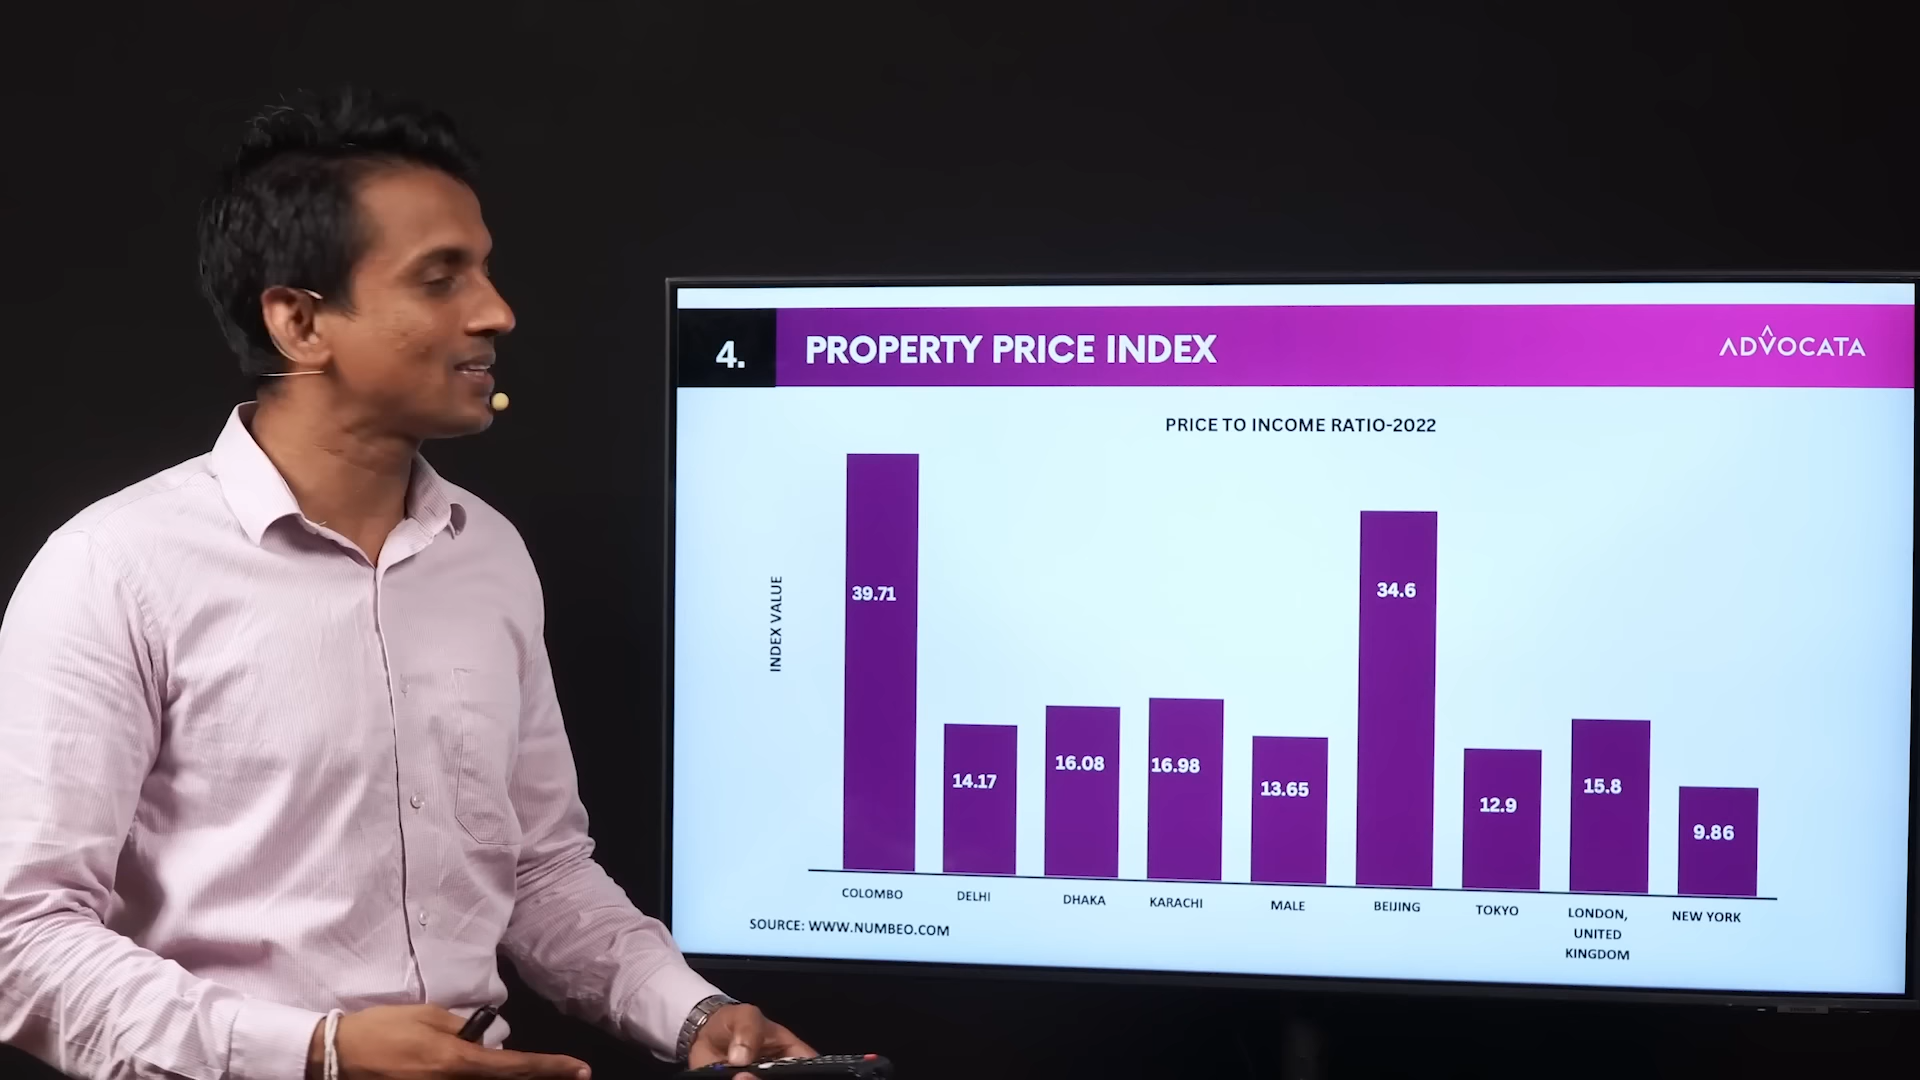 4.
PROPERTY PRICE INDEX
ADVOCATA
PRICE TO INCOME RATIO-2022
INDEX VALUE
39.71
14.17
16.08
16.98
13.65
34.6
12.9
15.8
9.86
COLOMBO
DELHI
DHAKA
KARACHI
MALE
BEIJING
TOKYO
LONDON,
UNITED
KINGDOM
NEW YORK
SOURCE: WWW.NUMBEO.COM